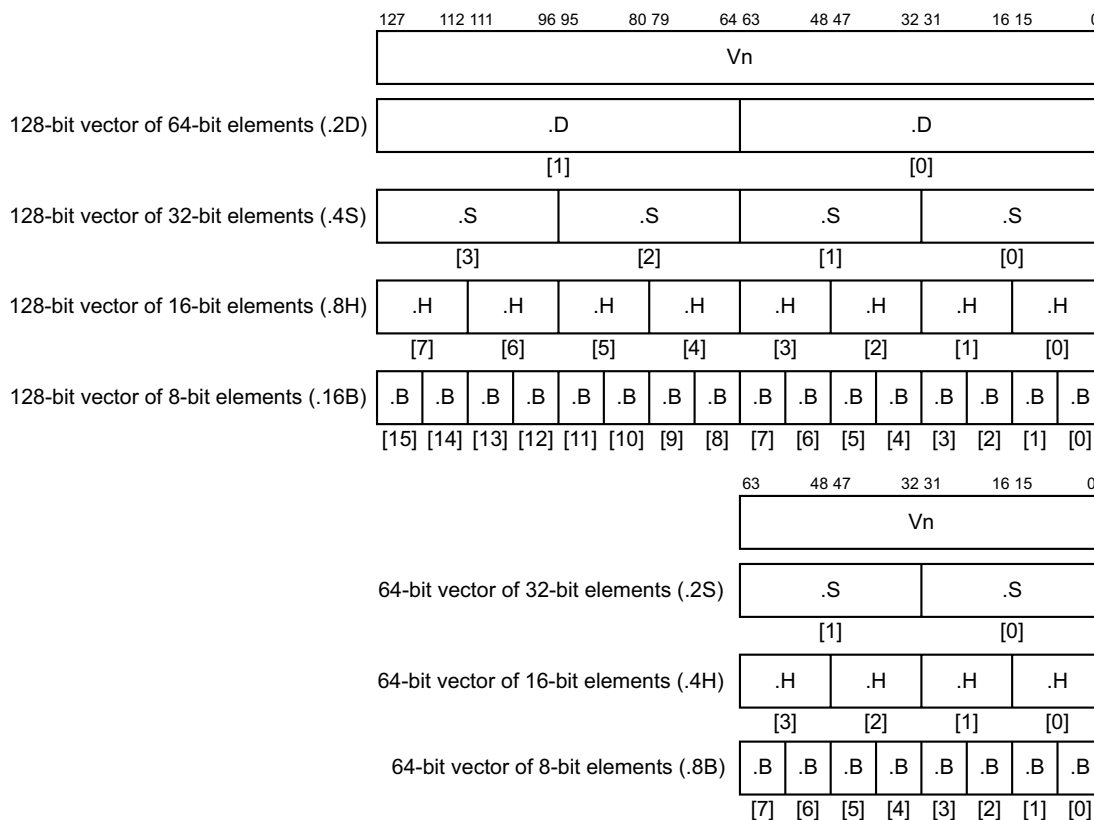 127 112 111 96 95 80 79 64 63 48 47 32 31 16 15 0
Vn
128-bit vector of 64-bit elements (.2D) .D .D
[1] [0]
128-bit vector of 32-bit elements (.4S) .S .S .S .S
[3] [2] [1] [0]
128-bit vector of 16-bit elements (.8H) .H .H .H .H .H .H .H .H
[7] [6] [5] [4] [3] [2] [1] [0]
128-bit vector of 8-bit elements (.16B) .B .B .B .B .B .B .B .B .B .B .B .B .B .B .B .B
[15] [14] [13] [12] [11] [10] [9] [8] [7] [6] [5] [4] [3] [2] [1] [0]
63 48 47 32 31 16 15 0
Vn
64-bit vector of 32-bit elements (.2S) .S .S
[1] [0]
64-bit vector of 16-bit elements (.4H) .H .H .H .H
[3] [2] [1] [0]
64-bit vector of 8-bit elements (.8B) .B .B .B .B .B .B .B .B
[7] [6] [5] [4] [3] [2] [1] [0]